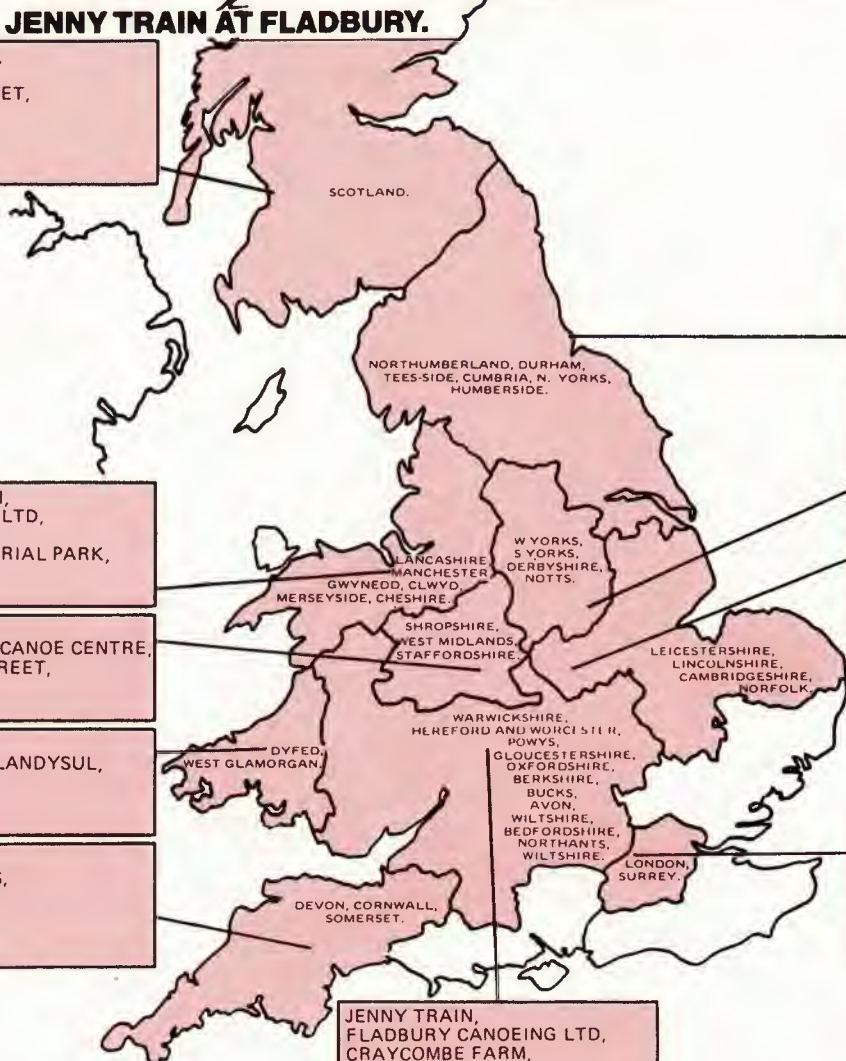 JENNY TRAIN AT FLADBURY.
ET,
SCOTLAND.
NORTHUMBERLAND, DURHAM,
TEES-SIDE, CUMBRIA, N. YORKS,
HUMBERSIDE.
LTD,
RIAL PARK,
LANCASHIRE,
MANCHESTER
GWYNEDD, CLWYD,
MERSEYSIDE, CHESHIRE.
W YORKS,
S YORKS,
DERBYSHIRE,
NOTTS.
CANOE CENTRE,
REET,
SHROPSHIRE,
WEST MIDLANDS,
STAFFORDSHIRE.
LEICESTERSHIRE,
LINCOLNSHIRE,
CAMBRIDGESHIRE,
NORFOLK.
LANDYSUL,
DYFED,
WEST GLAMORGAN.
WARWICKSHIRE,
HEREFORD AND WORCESTER,
POWYS,
GLOUCESTERSHIRE,
OXFORDSHIRE,
BERKSHIRE,
BUCKS,
AVON,
WILTSHIRE,
BEDFORDSHIRE,
NORTHANTS,
WILTSHIRE.
LONDON,
SURREY.
DEVON, CORNWALL,
SOMERSET.
JENNY TRAIN,
FLADBURY CANOEING LTD,
CRAYCOMBE FARM,